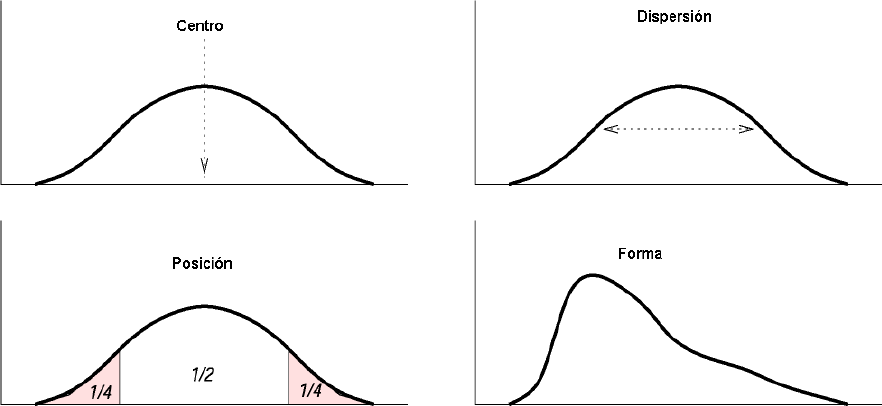 Centro
Dispersión
Posición
1/4
1/2
1/4
Forma